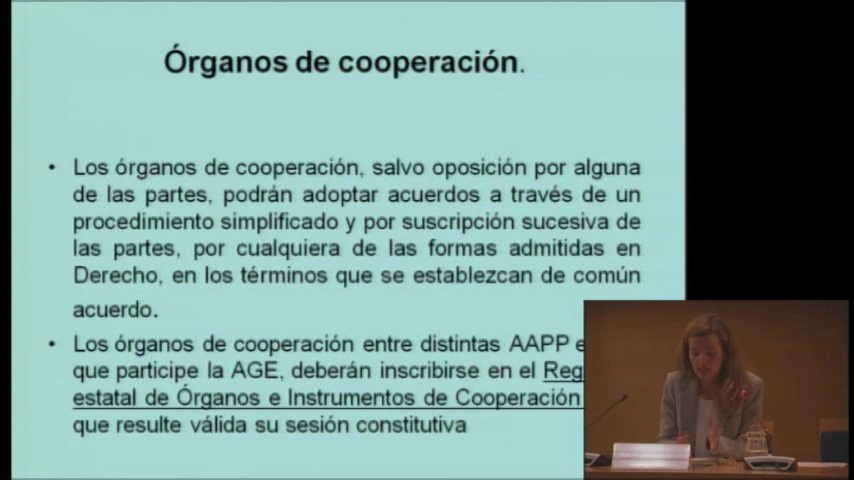 Órganos de cooperación.
• Los órganos de cooperación, salvo oposición por alguna
de las partes, podrán adoptar acuerdos a través de un
procedimiento simplificado y por suscripción sucesiva de
las partes, por cualquiera de las formas admitidas en
Derecho, en los términos que se establezcan de común
acuerdo.
• Los órganos de cooperación entre distintas AAPP
que participe la AGE, deberán inscribirse en el
estatal de Órganos e Instrumentos de Cooperación
que resulte válida su sesión constitutiva